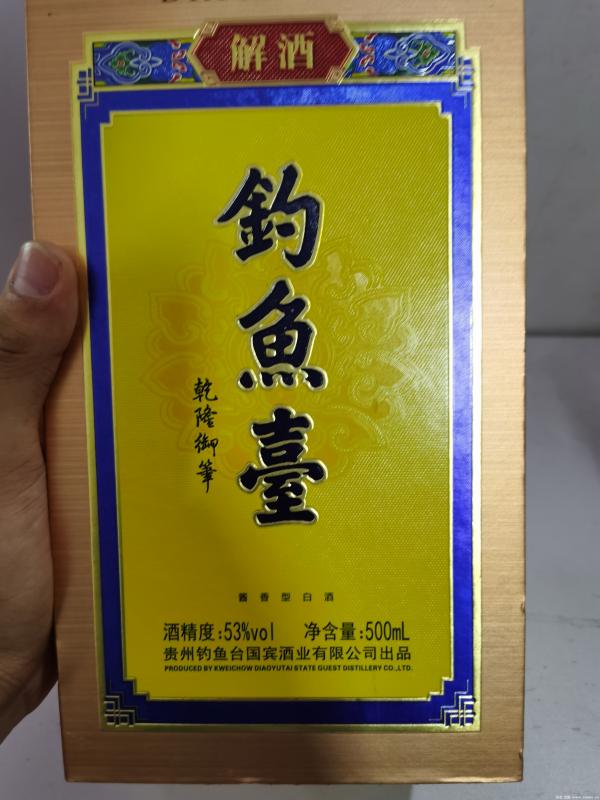 解酒
釣魚臺
乾隆御筆
酱香型白酒
酒精度:53%vol 净含量:500mL
贵州钓鱼台国宾酒业有限公司出品
PRODUCED BY KWEICHOW DIAOYUTAI STATE GUEST DISTILLERY CO.,LTD.